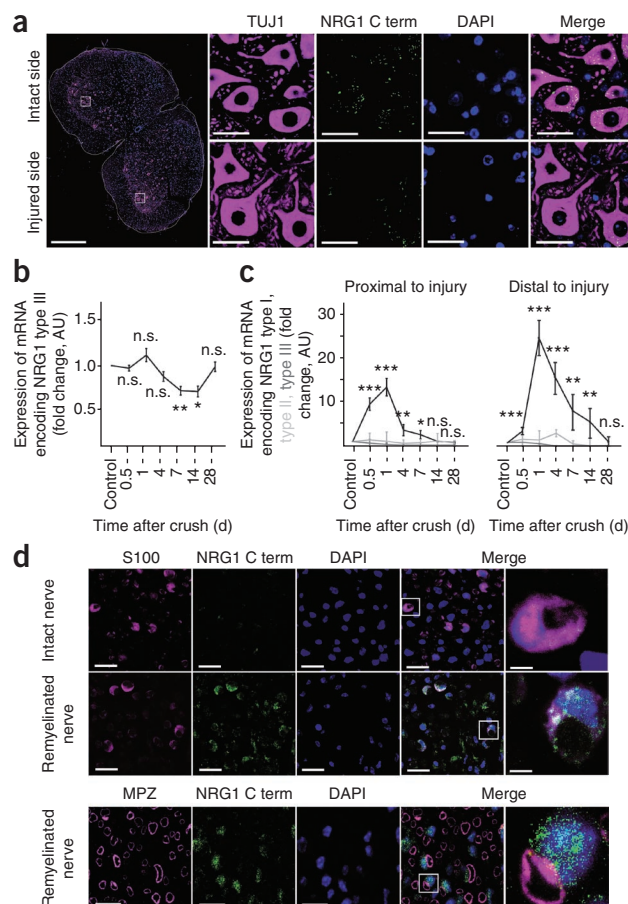 a
TUJ1 NRG1 C term DAPI Merge
Intact side
Injured side
b
Expression of mRNA
encoding NRG1 type III
(fold change, AU)
1.5
1.0
0.5
n.s.
n.s.
n.s.
n.s.
**
*
Control
0.5
1
4
7
14
28
Time after crush (d)
c
Expression of mRNA
encoding NRG1 type I,
type II, type III (fold
change, AU)
Proximal to injury
30
20
10
***
***
**
*
n.s.
n.s.
Control
0.5
1
4
7
14
28
Time after crush (d)
Distal to injury
***
***
***
**
**
n.s.
Control
0.5
1
4
7
14
28
Time after crush (d)
d
S100 NRG1 C term DAPI Merge
Intact nerve
Remyelinated
nerve
MPZ NRG1 C term DAPI Merge
Remyelinated
nerve